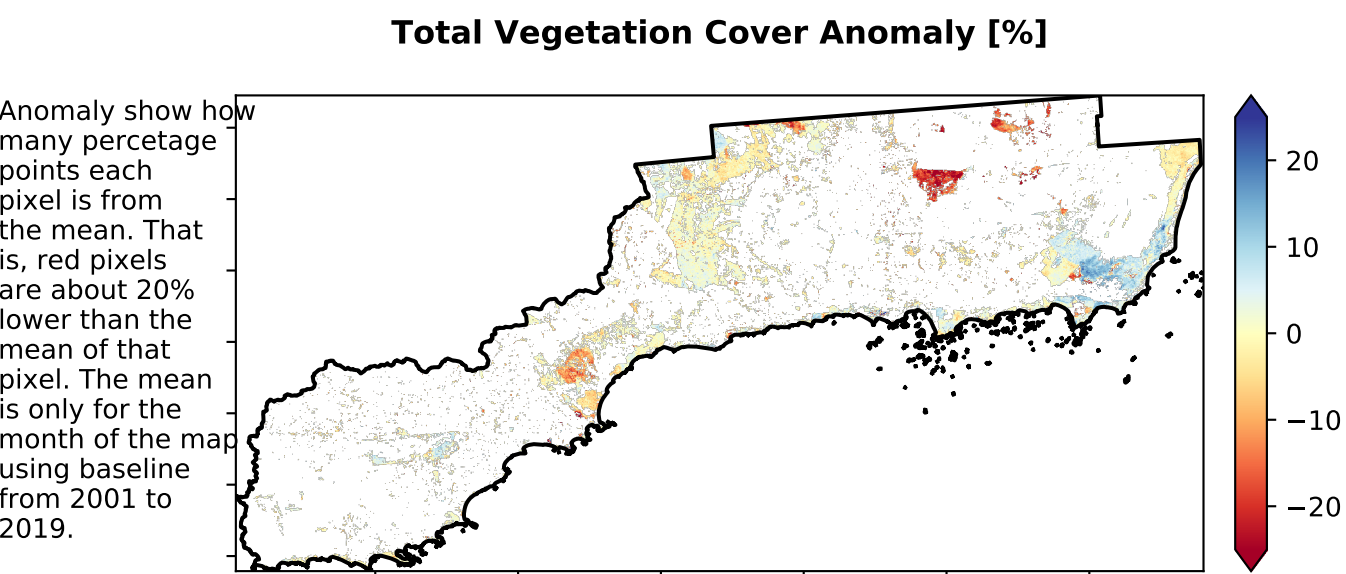 Total Vegetation Cover Anomaly [%]
Anomaly show how
many percetage
points each
pixel is from
the mean. That
is, red pixels
are about 20%
lower than the
mean of that
pixel. The mean
is only for the
month of the map
using baseline
from 2001 to
2019.
20
10
0
−10
−20